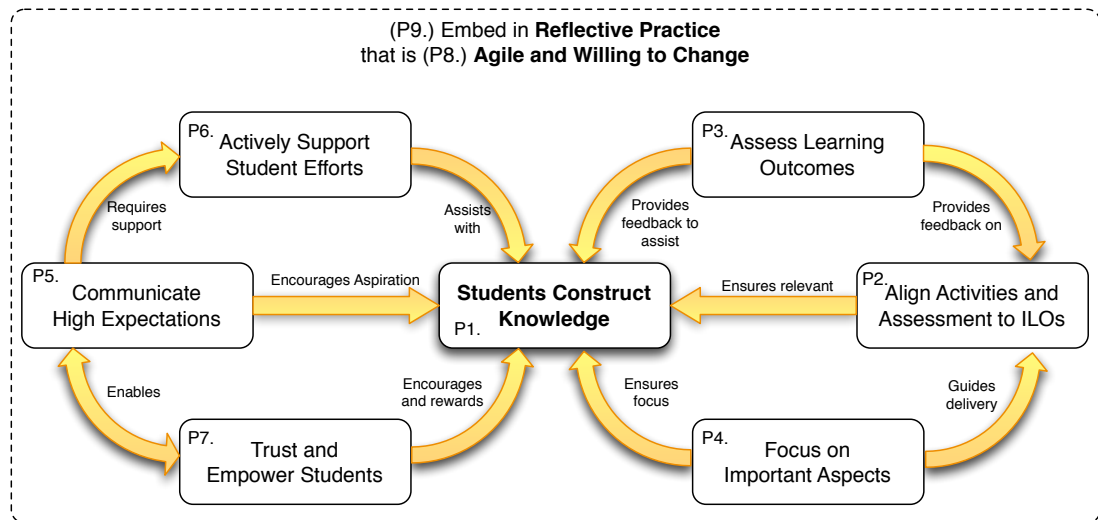 (P9.) Embed in Reflective Practice
that is (P8.) Agile and Willing to Change
P6.
Actively Support
Student Efforts
P3.
Assess Learning
Outcomes
Requires
support
Assists
with
Provides
feedback to
assist
Provides
feedback on
P5.
Communicate
High Expectations
Encourages Aspiration
Students Construct
Knowledge
P1.
Ensures relevant
P2.
Align Activities and
Assessment to ILOs
Enables
Encourages
and rewards
Ensures
focus
Guides
delivery
P7.
Trust and
Empower Students
P4.
Focus on
Important Aspects